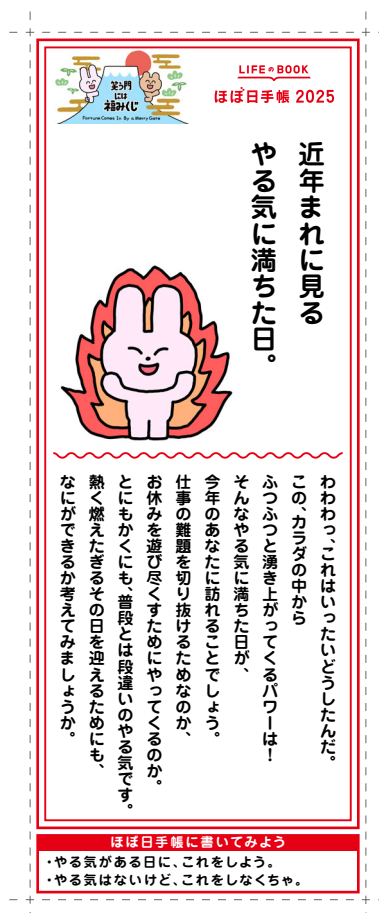 笑う門
には
福みくじ
Fortune Comes In By a Merry Gate
LIFEのBOOK
ほぼ日手帳 2025
近年まれに見る
やる気に満ちた日。
わわわっ、これはいったいどうしたんだ。
この、カラダの中から
ふつふつと湧き上がってくるパワーは！
そんなやる気に満ちた日が、
今年のあなたに訪れることでしょう。
仕事の難題を切り抜けるためなのか、
お休みを遊び尽くすためにやってくるのか。
とにもかくにも、普段とは段違いのやる気です。
熱く燃えたぎるその日を迎えるためにも、
なにができるか考えてみましょうか。
ほぼ日手帳に書いてみよう
・やる気がある日に、これをしよう。
・やる気はないけど、これをしなくちゃ。